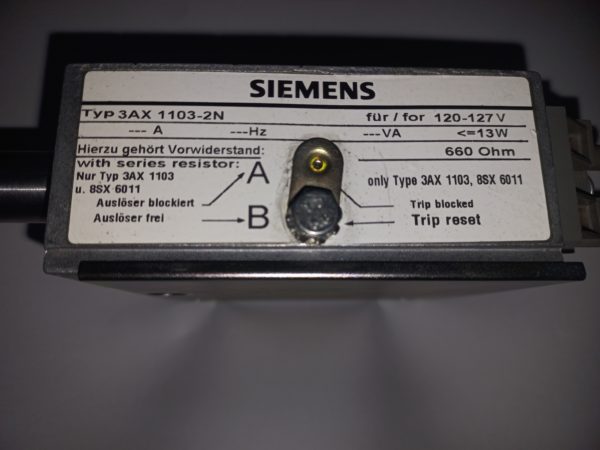 SIEMENS
Typ 3AX 1103-2N für / for 120-127 V
--- A ---Hz ---VA <=13W
Hierzu gehört Vorwiderstand: 660 Ohm
with series resistor:
Nur Typ 3AX 1103 only Type 3AX 1103, 8SX 6011
u. 8SX 6011
A
Auslöser blockiert Trip blocked
Auslöser frei B Trip reset